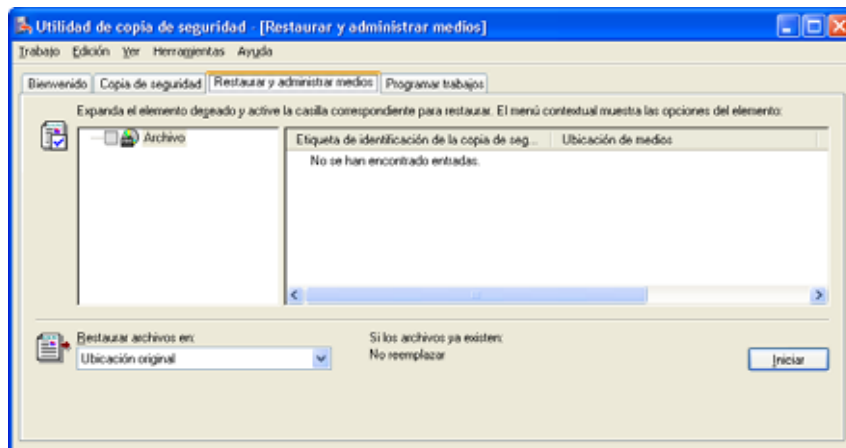 Utilidad de copia de seguridad - [Restaurar y administrar medios]
Trabajo Edición Ver Herramientas Ayuda
Bienvenido Copia de seguridad Restaurar y administrar medios Programar trabajos
Expanda el elemento deseado y active la casilla correspondiente para restaurar. El menú contextual muestra las opciones del elemento:
Archivo
Etiqueta de identificación de la copia de seg... Ubicación de medios
No se han encontrado entradas.
Restaurar archivos en:
Ubicación original
Si los archivos ya existen:
No reemplazar
Iniciar